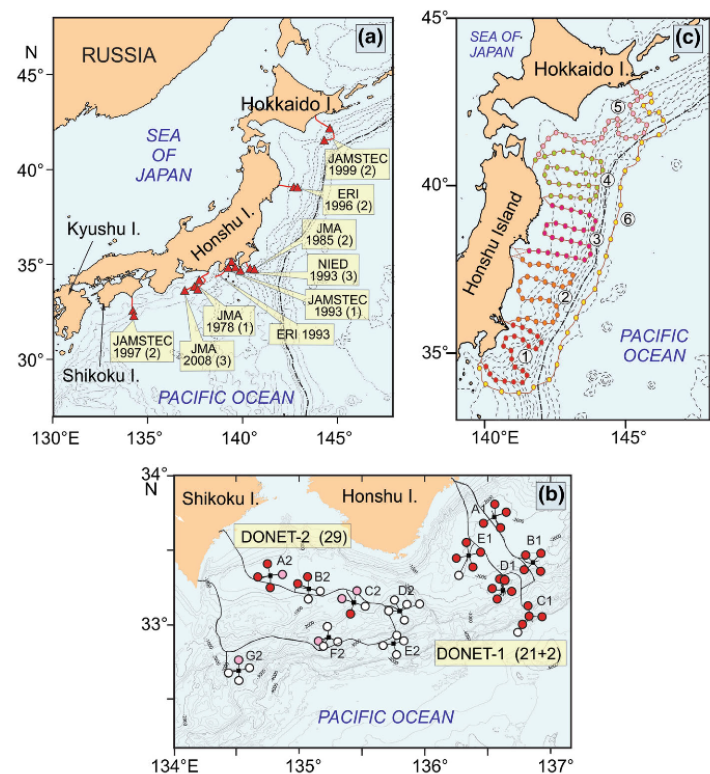 (a)
N
RUSSIA
45°
Hokkaido I.
SEA
OF
JAPAN
40°
JAMSTEC
1999 (2)
ERI
1996 (2)
Kyushu I.
Honshu I.
JMA
1985 (2)
NIED
1993 (3)
35°
JAMSTEC
1993 (1)
JMA
1978 (1)
ERI 1993
JAMSTEC
1997 (2)
JMA
2008 (3)
30°
Shikoku I.
PACIFIC OCEAN
130°E
135°
140°
145°
(c)
45°
SEA OF
JAPAN
Hokkaido I.
5
40°
4
Honshu Island
6
3
2
35°
1
PACIFIC
OCEAN
140°E
145°
(b)
34°
N
Shikoku I.
Honshu I.
DONET-2 (29)
A1
E1
B1
A2
B2
C2
D2
D1
C1
33°
F2
E2
DONET-1 (21+2)
G2
PACIFIC OCEAN
134°E
135°
136°
137°